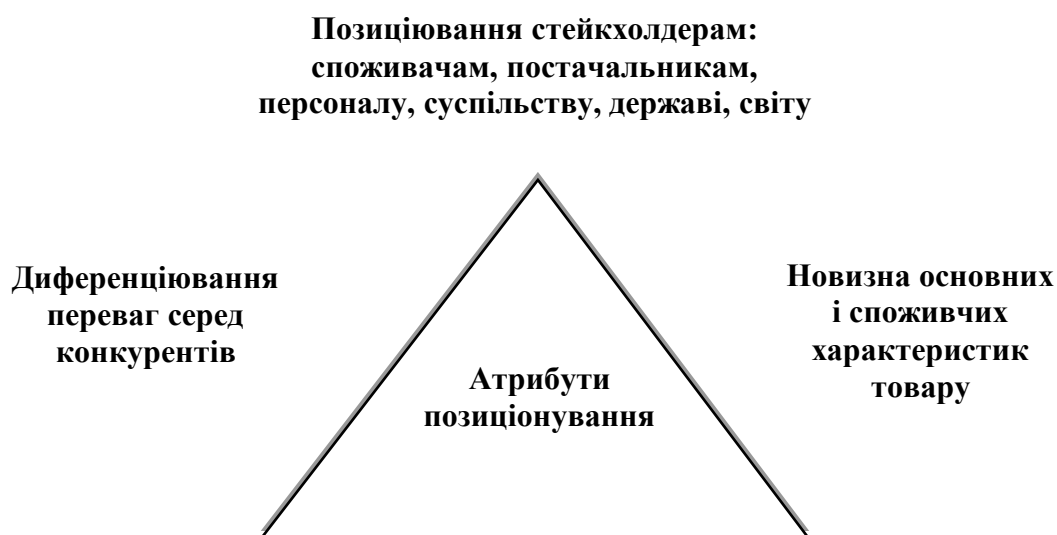 Позиціювання стейкхолдерам:
споживачам, постачальникам,
персоналу, суспільству, державі, світу
Диференціювання
переваг серед
конкурентів
Атрибути
позиціонування
Новизна основних
і споживчих
характеристик
товару